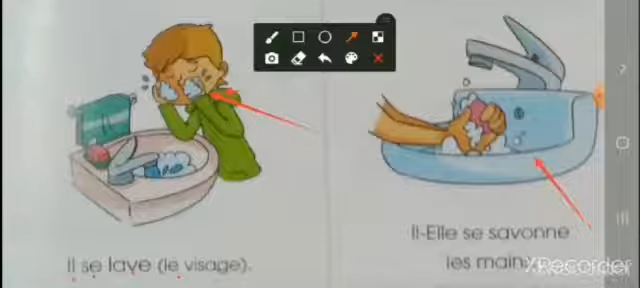 Il se lave (le visage).
Il-Elle se savonne
les mains
XRecorder